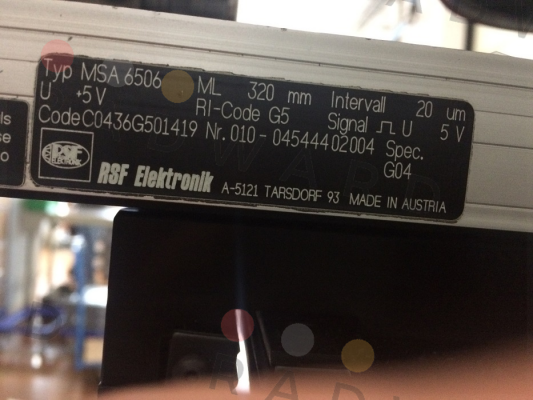 Typ MSA 6506 ML 320 mm Intervall 20 um
U +5 V RI-Code G5 Signal ⎍ U 5 V
Code C0436G501419 Nr. 010 - 04544402004 Spec. G04
RSF
RSF Elektronik A-5121 TARSDORF 93 MADE IN AUSTRIA